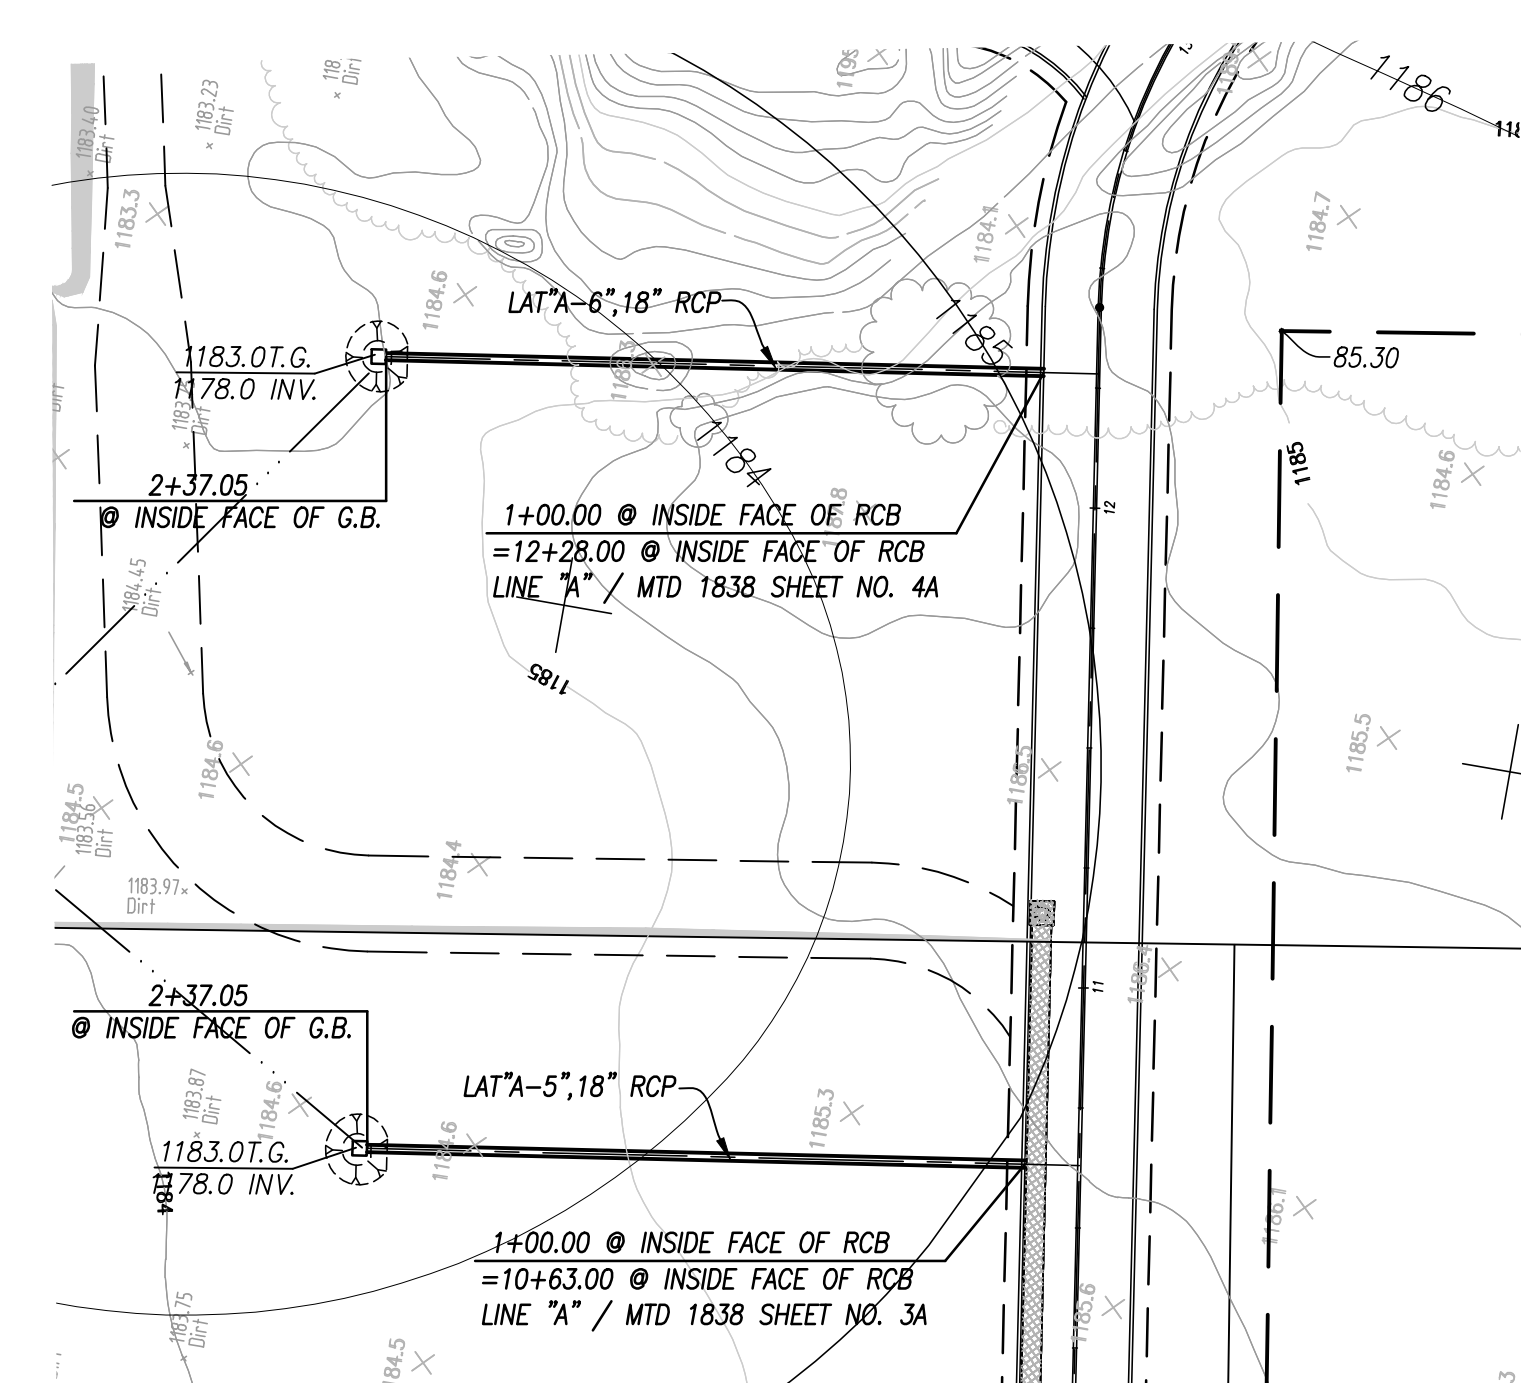 1186
1183.23
Dirt
1183.40
Dirt
1183.3
1184.1
1184.7
1184.6
LAT"A-6",18" RCP
1185
1183.0T.G.
1178.0 INV.
85.30
1184
1185
1184.6
2+37.05
@ INSIDE FACE OF G.B.
12
1+00.00 @ INSIDE FACE OF RCB
=12+28.00 @ INSIDE FACE OF RCB
LINE "A" / MTD 1838 SHEET NO. 4A
1184.45
Dirt
1185
1185.5
1184.6
1186.5
1184.5
1183.56
Dirt
1184.4
1183.97
Dirt
11
2+37.05
@ INSIDE FACE OF G.B.
1183.87
Dirt
1184.6
LAT"A-5",18" RCP
1185.3
1184.6
1183.0T.G.
1178.0 INV.
1184
1186.1
1+00.00 @ INSIDE FACE OF RCB
=10+63.00 @ INSIDE FACE OF RCB
LINE "A" / MTD 1838 SHEET NO. 3A
1183.75
Dirt
1185.6
184.5